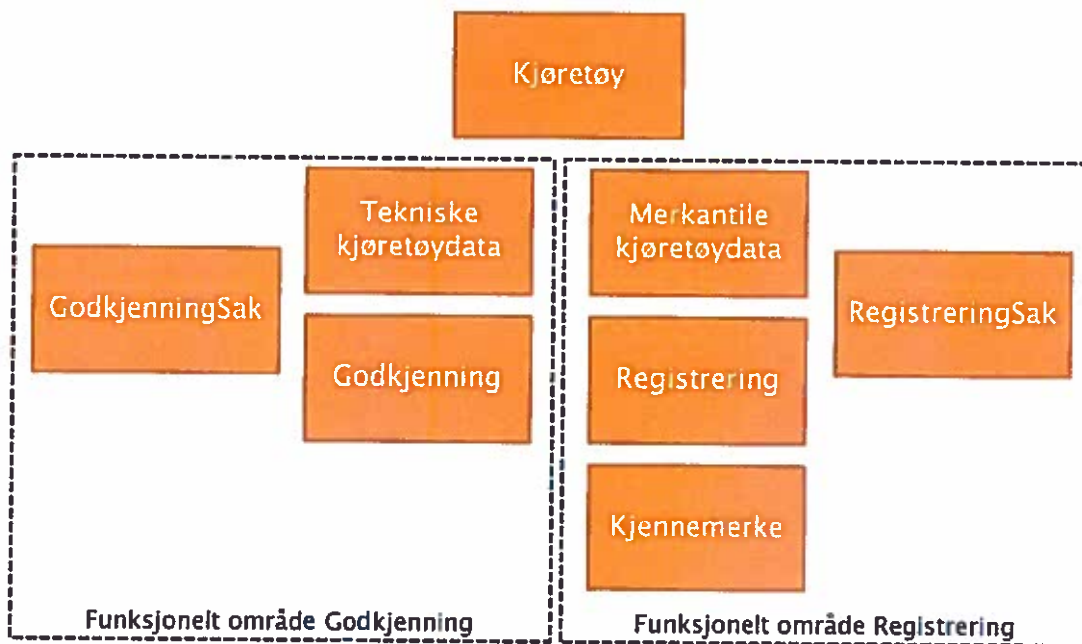 Kjøretøy
Tekniske
kjøretøydata
GodkjenningSak
Godkjenning
Funksjonelt område Godkjenning
Merkantile
kjøretøydata
RegistreringSak
Registrering
Kjennemerke
Funksjonelt område Registrering